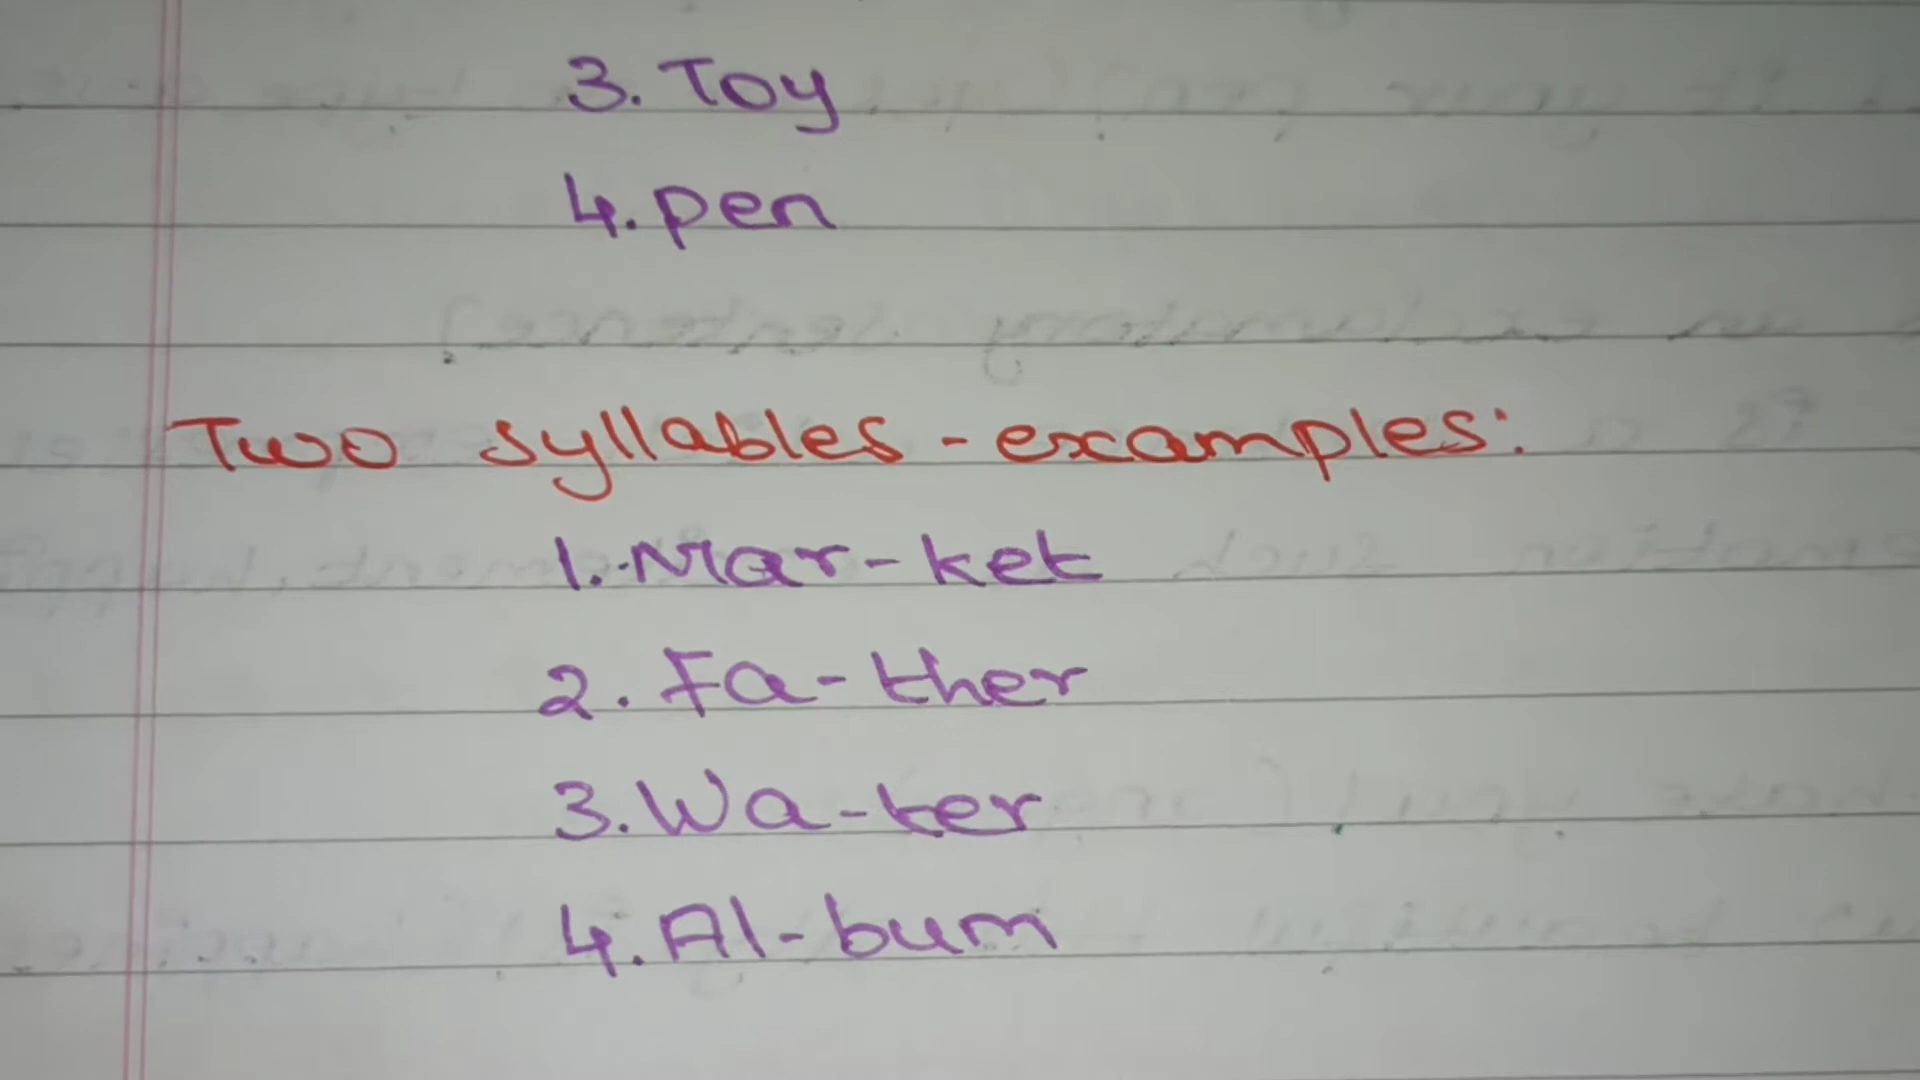 3. Toy
4. pen
Two syllables - examples:
1. Mar - ket
2. Fa - ther
3. Wa - ter
4. Al - bum